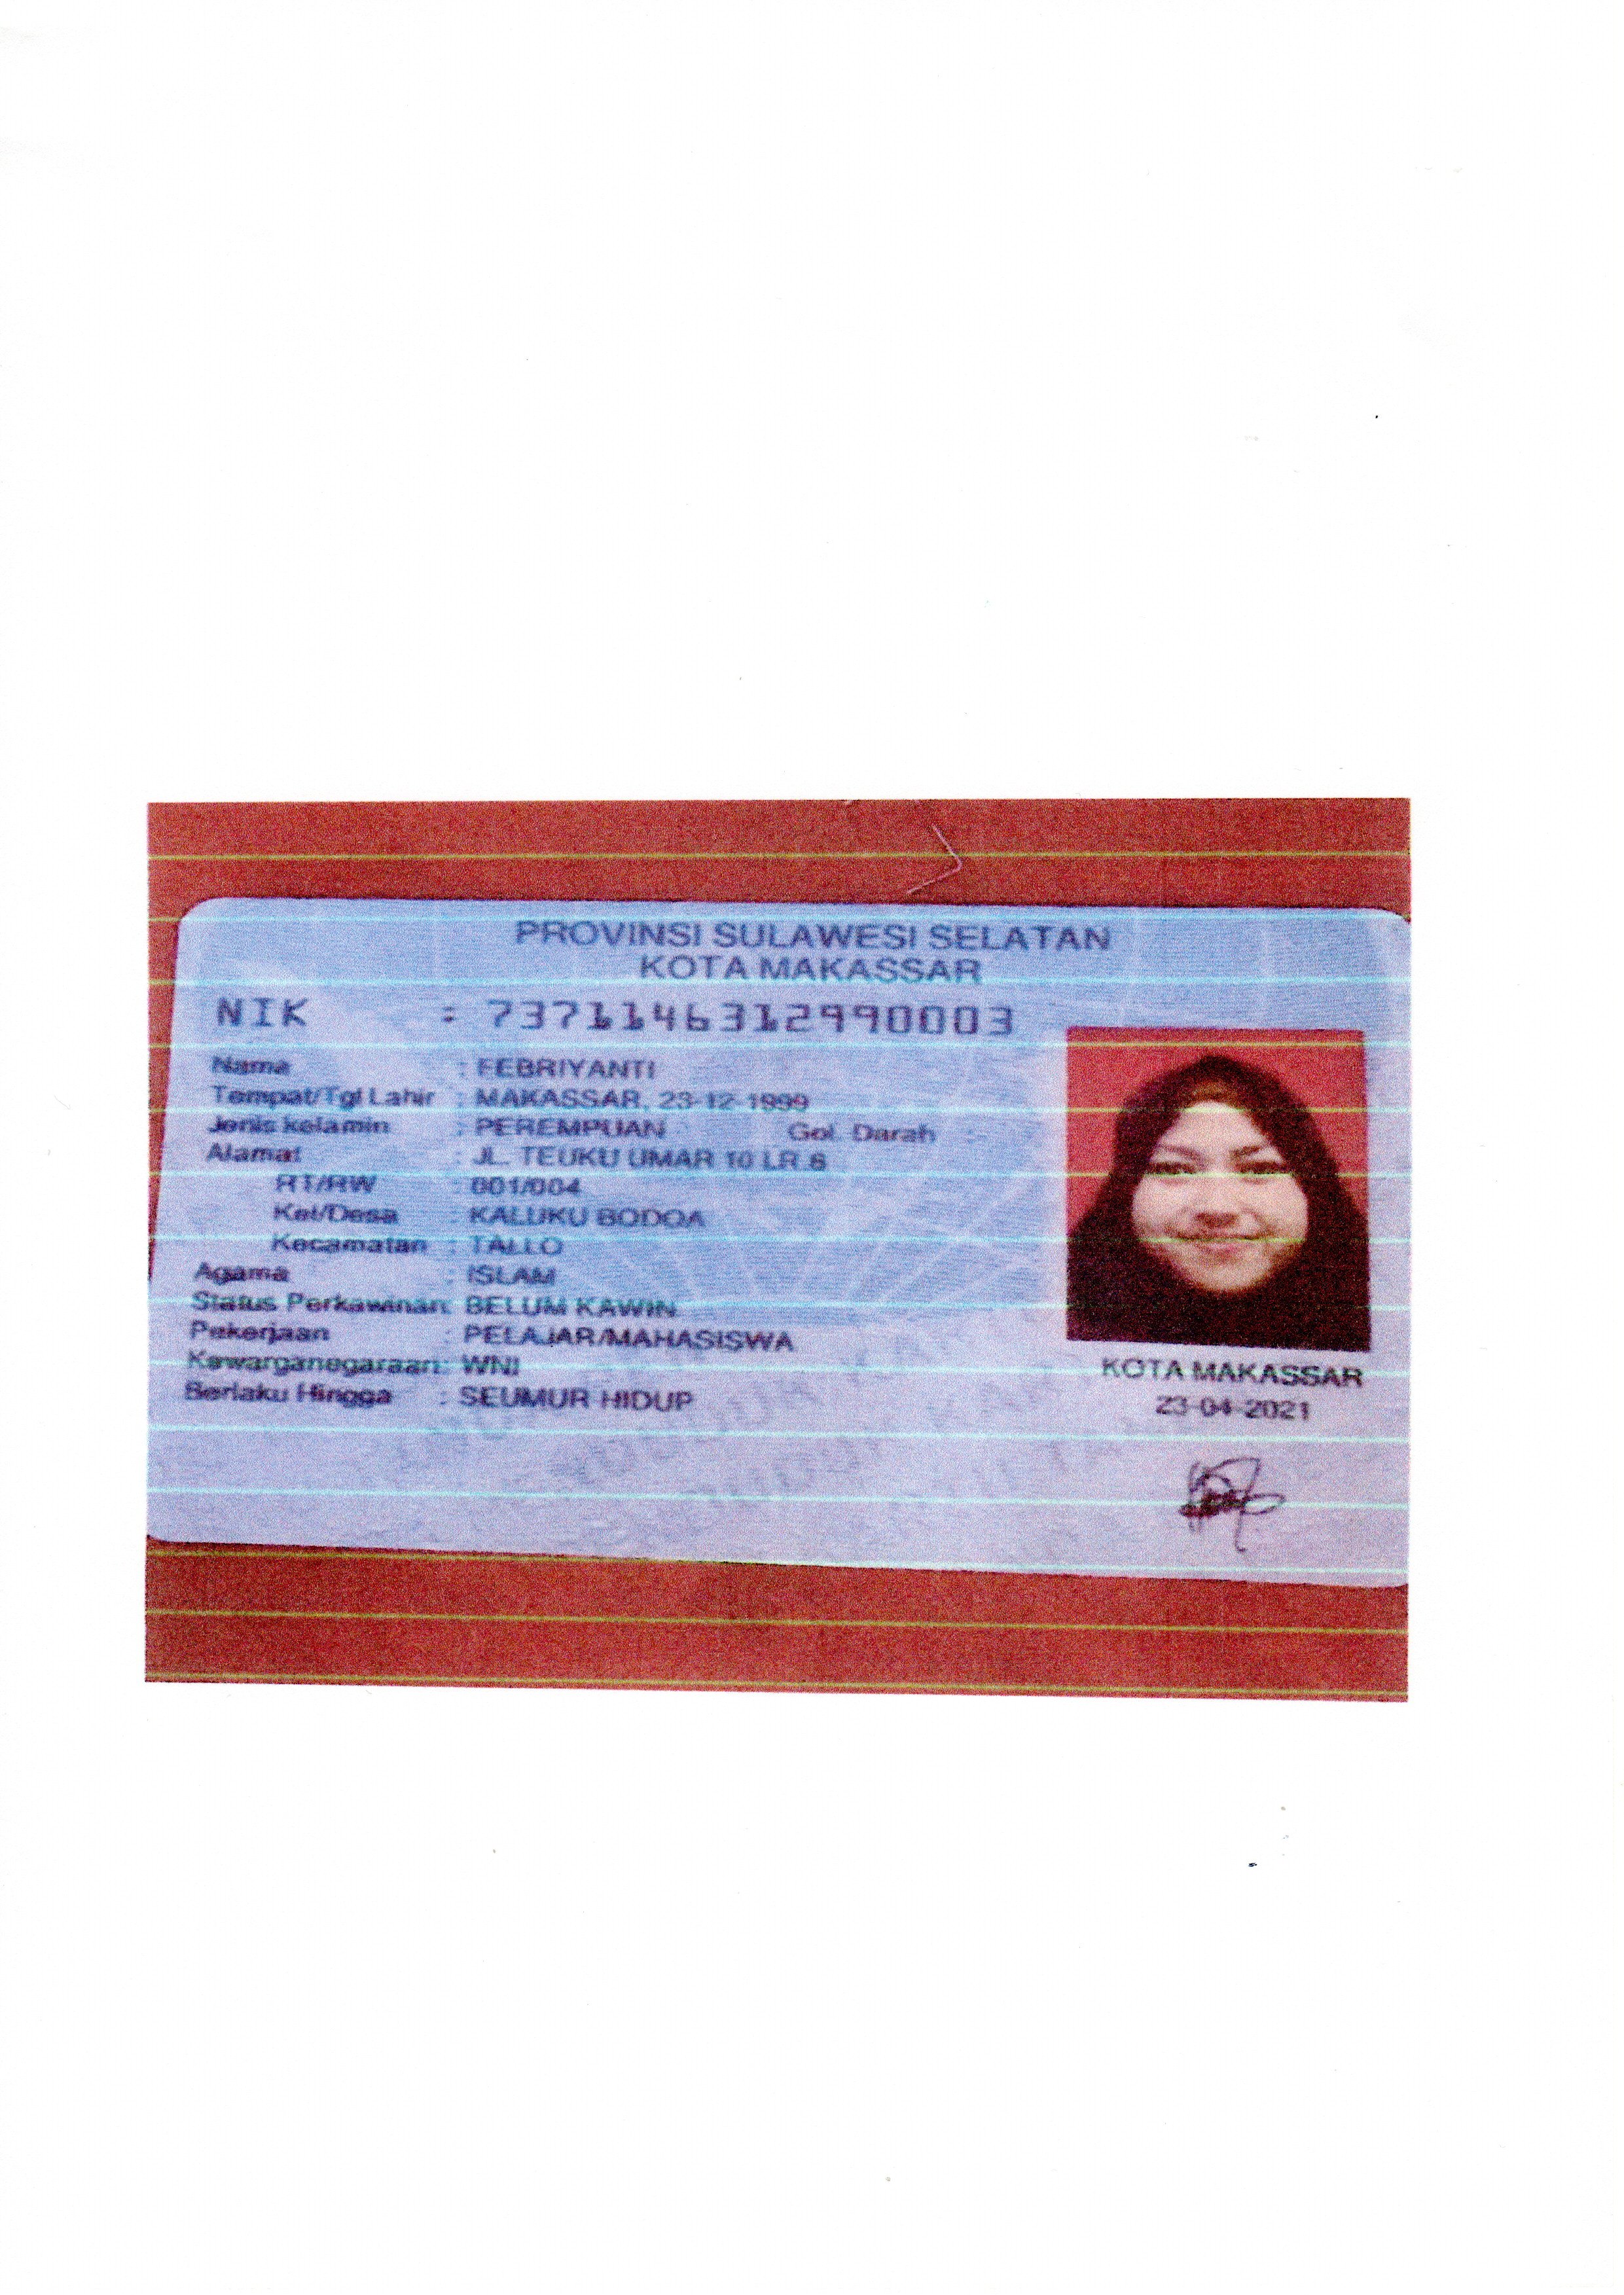 PROVINSI SULAWESI SELATAN
KOTA MAKASSAR
NIK : 7371146312990003
Nama : FEBRIYANTI
Tempat/Tgl Lahir : MAKASSAR, 23-12-1999
Jenis kelamin : PEREMPUAN Gol. Darah :-
Alamat : JL. TEUKU UMAR 10 LR.6
RT/RW : 001/004
Kel/Desa : KALUKU BODOA
Kecamatan : TALLO
Agama : ISLAM
Status Perkawinan: BELUM KAWIN
Pekerjaan : PELAJAR/MAHASISWA
Kewarganegaraan: WNI
Berlaku Hingga : SEUMUR HIDUP
KOTA MAKASSAR
23-04-2021